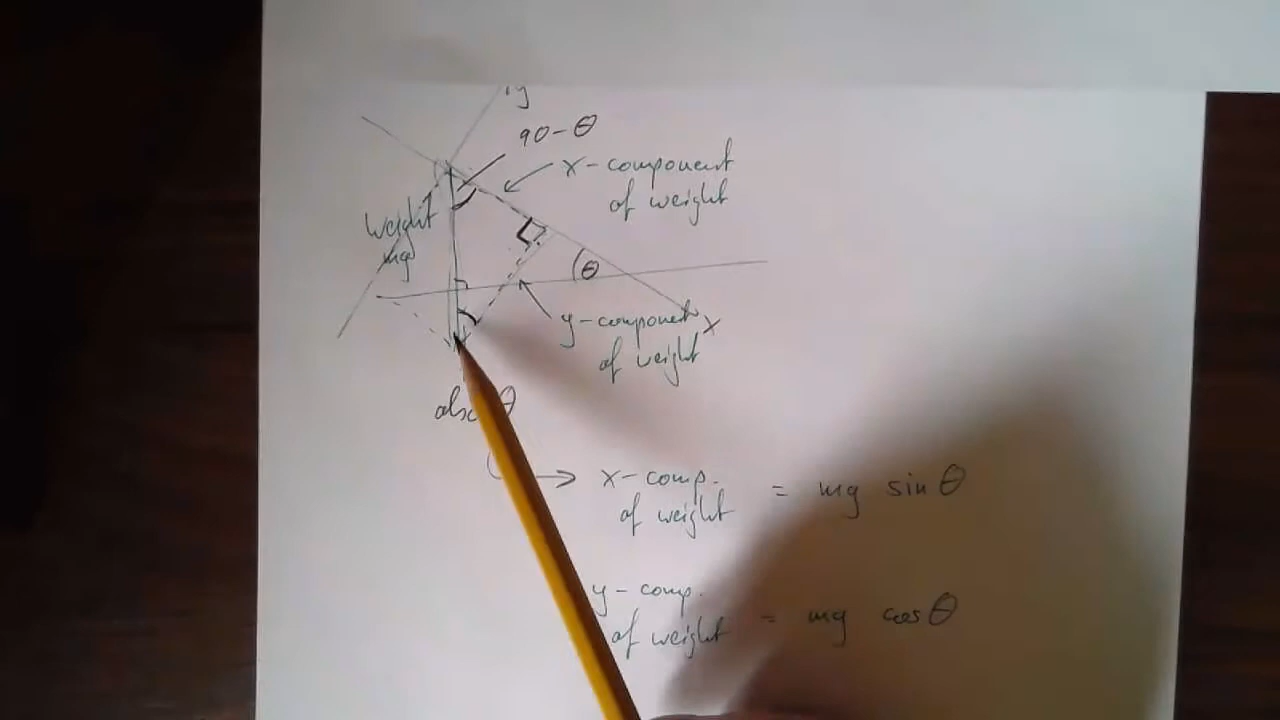 y
90-θ
x-component
of weight
Weight
mg
θ
y-component
of weight
x
also θ
→ x-comp.
of weight = mg sin θ
y-comp.
of weight = mg cos θ